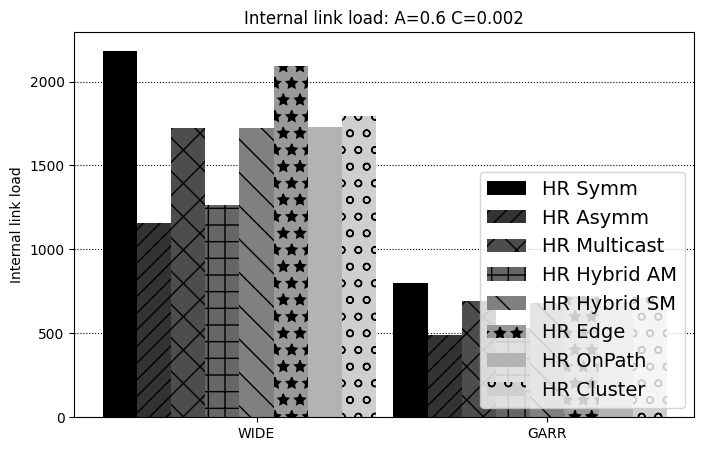 Internal link load: A=0.6 C=0.002
Internal link load
2000
1500
1000
500
0
WIDE
GARR
HR Symm
HR Asymm
HR Multicast
HR Hybrid AM
HR Hybrid SM
HR Edge
HR OnPath
HR Cluster